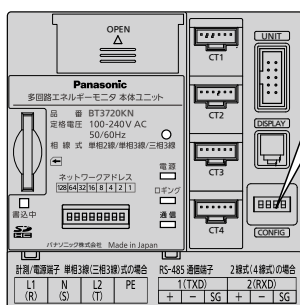 OPEN
Panasonic
多回路エネルギーモニタ 本体ユニット
品 番 BT3720KN
定格電圧 100-240V AC
50/60Hz
相 線 式 単相2線/単相3線/三相3線
ネットワークアドレス
128 64 32 16 8 4 2 1
電源
ロギング
通信
書込中
SD HC
パナソニック株式会社 Made in Japan
CT1
CT2
CT3
CT4
UNIT
DISPLAY
CONFIG
計測/電源端子 単相3線(三相3線)式の場合
L1 N L2 PE
(R) (S) (T)
RS-485 通信端子 2線式(4線式)の場合
1(TXD) 2(RXD)
+ - SG + - SG